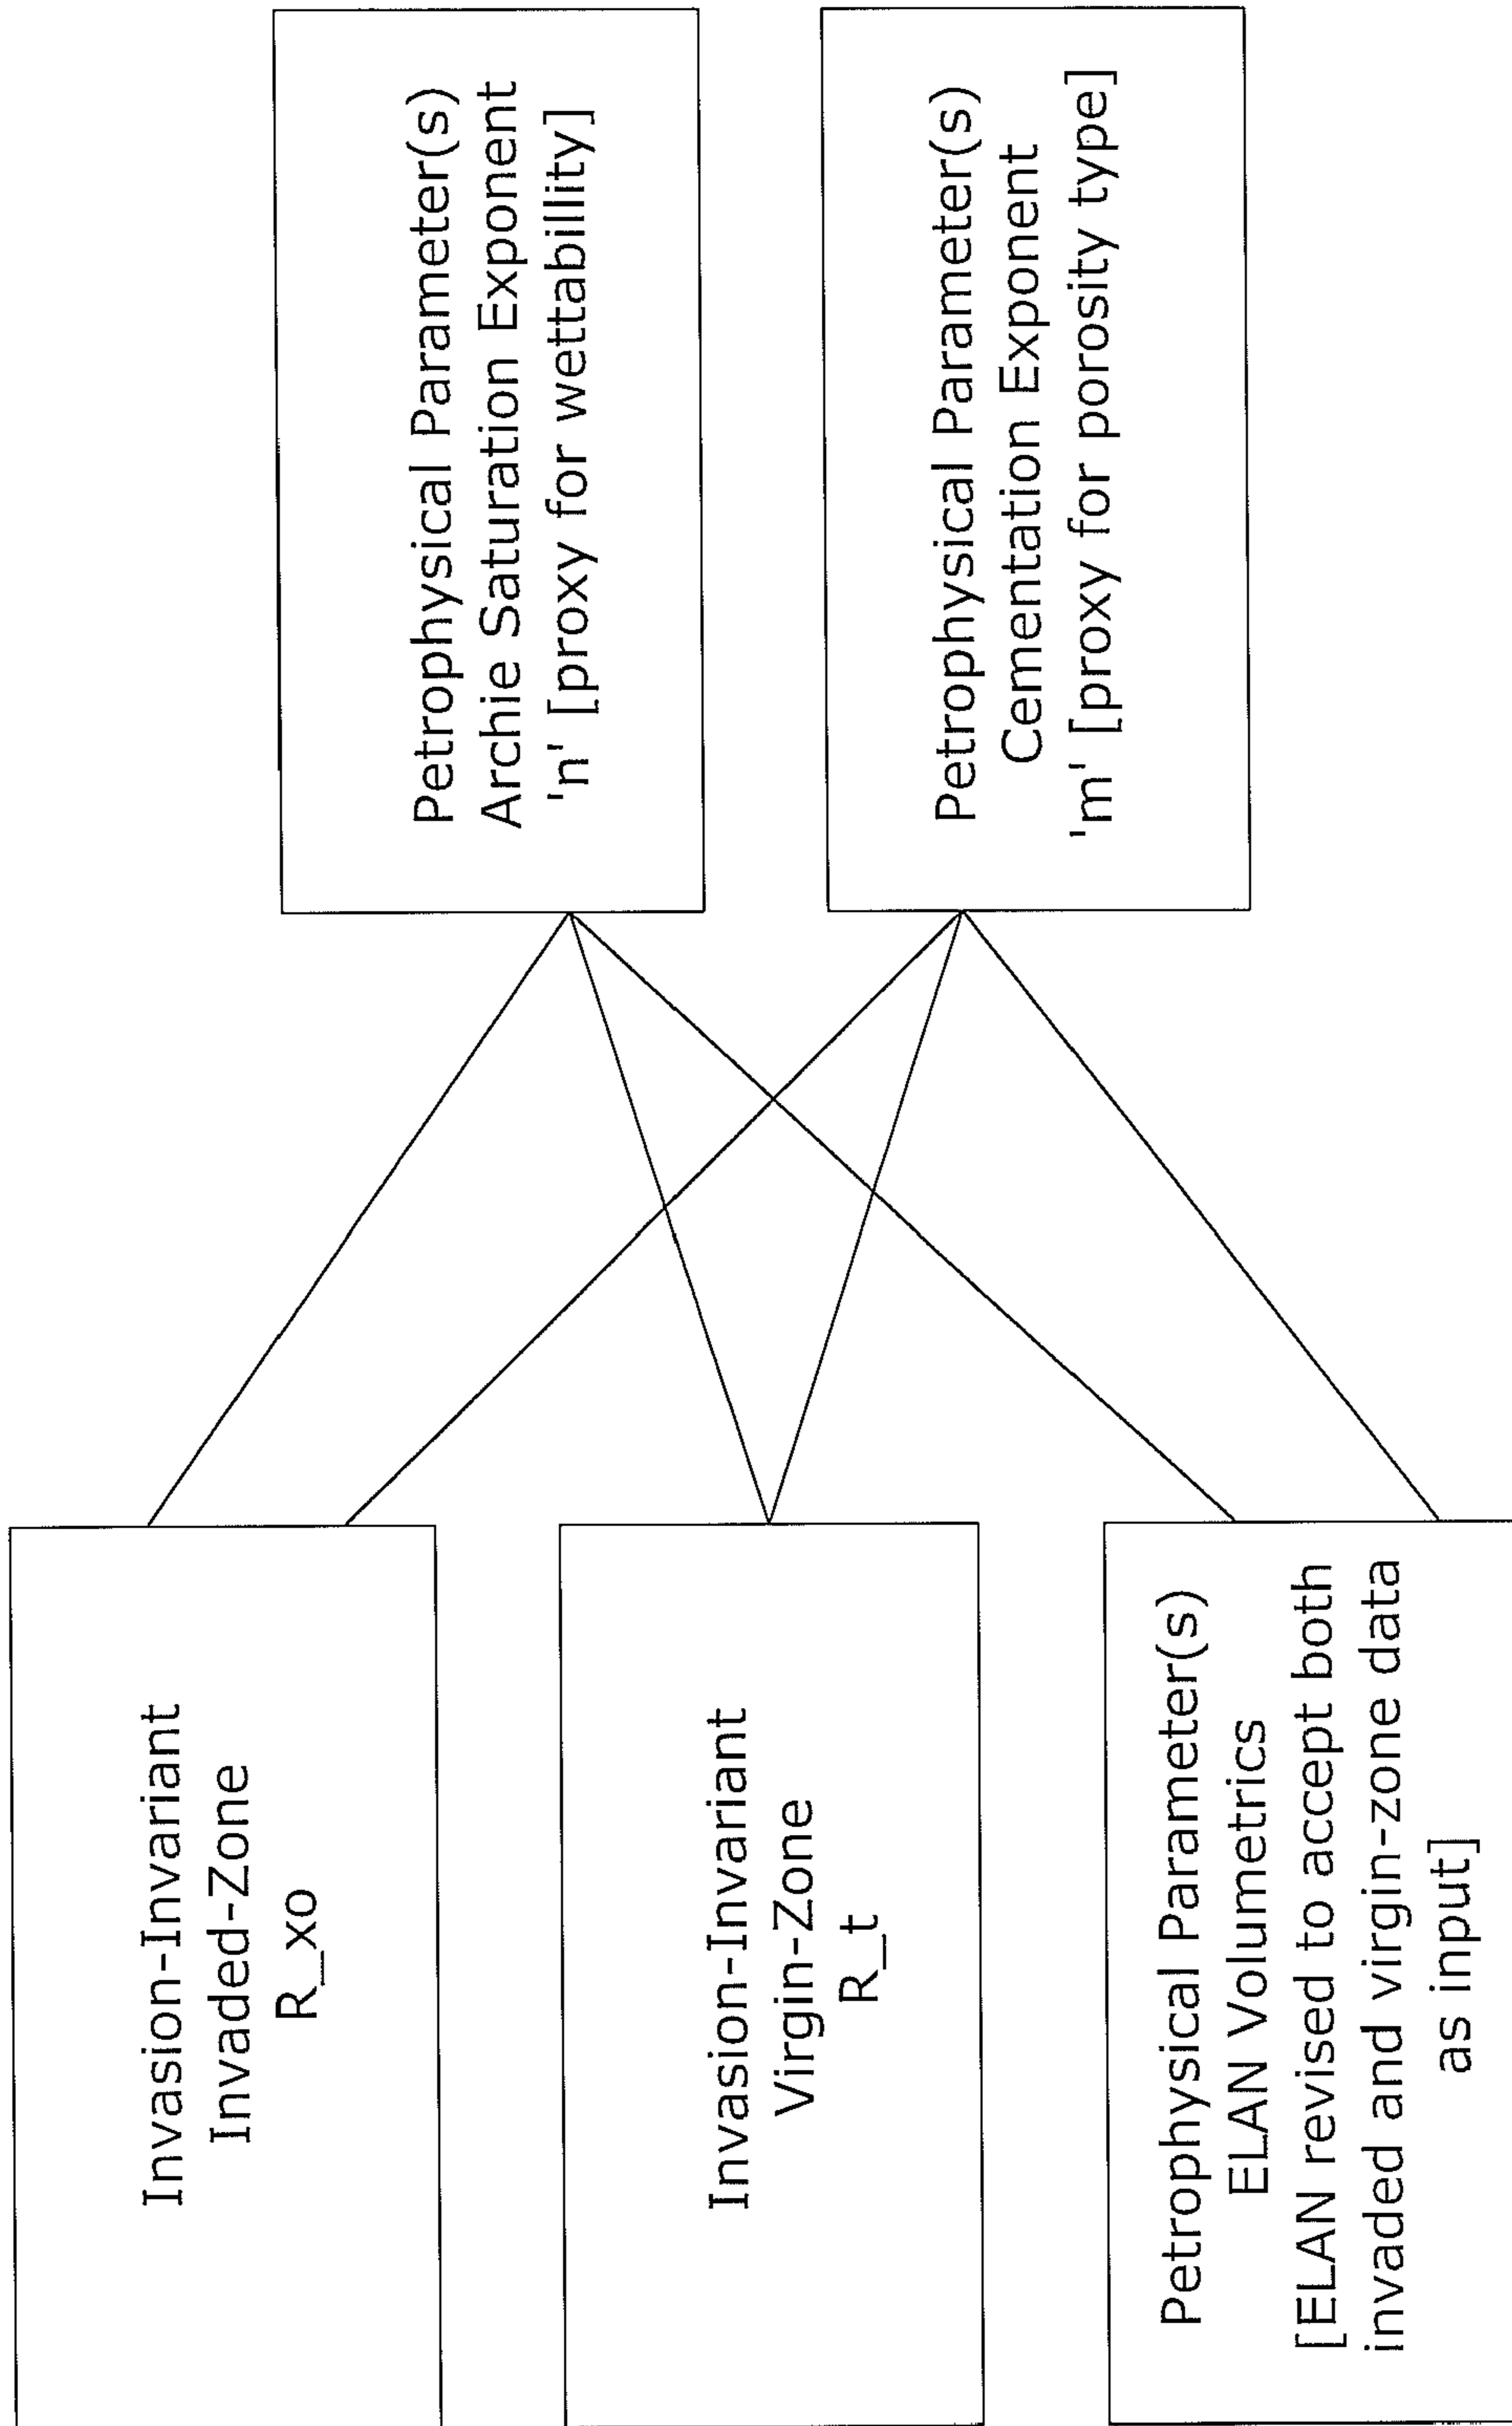 Invasion-Invariant
Invaded-Zone
R_xo
Invasion-Invariant
Virgin-Zone
R_t
Petrophysical Parameter(s)
ELAN Volumetrics
[ELAN revised to accept both
invaded and virgin-zone data
as input]
Petrophysical Parameter(s)
Archie Saturation Exponent
'n' [proxy for wettabillity]
Petrophysical Parameter(s)
Cementation Exponent
'm' [proxy for porosity type]